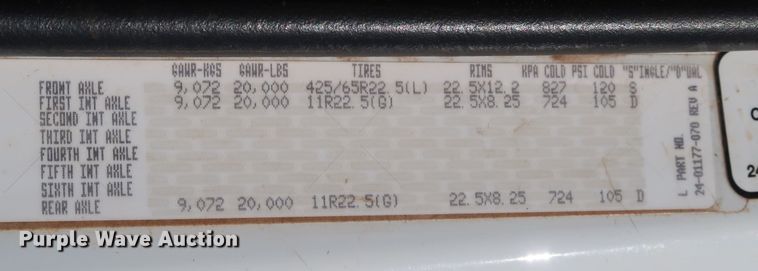 GAWR-KGS GAWR-LBS TIRES RIMS KPA COLD PSI COLD "S"INGLE/"D"UAL
FRONT AXLE 9,072 20,000 425/65R22.5(L) 22.5X12.2 827 120 S
FIRST INT AXLE 9,072 20,000 11R22.5(G) 22.5X8.25 724 105 D
SECOND INT AXLE
THIRD INT AXLE
FOURTH INT AXLE
FIFTH INT AXLE
SIXTH INT AXLE
REAR AXLE 9,072 20,000 11R22.5(G) 22.5X8.25 724 105 D
L PART NO.
24-01177-070 REV A
24
Purple Wave Auction